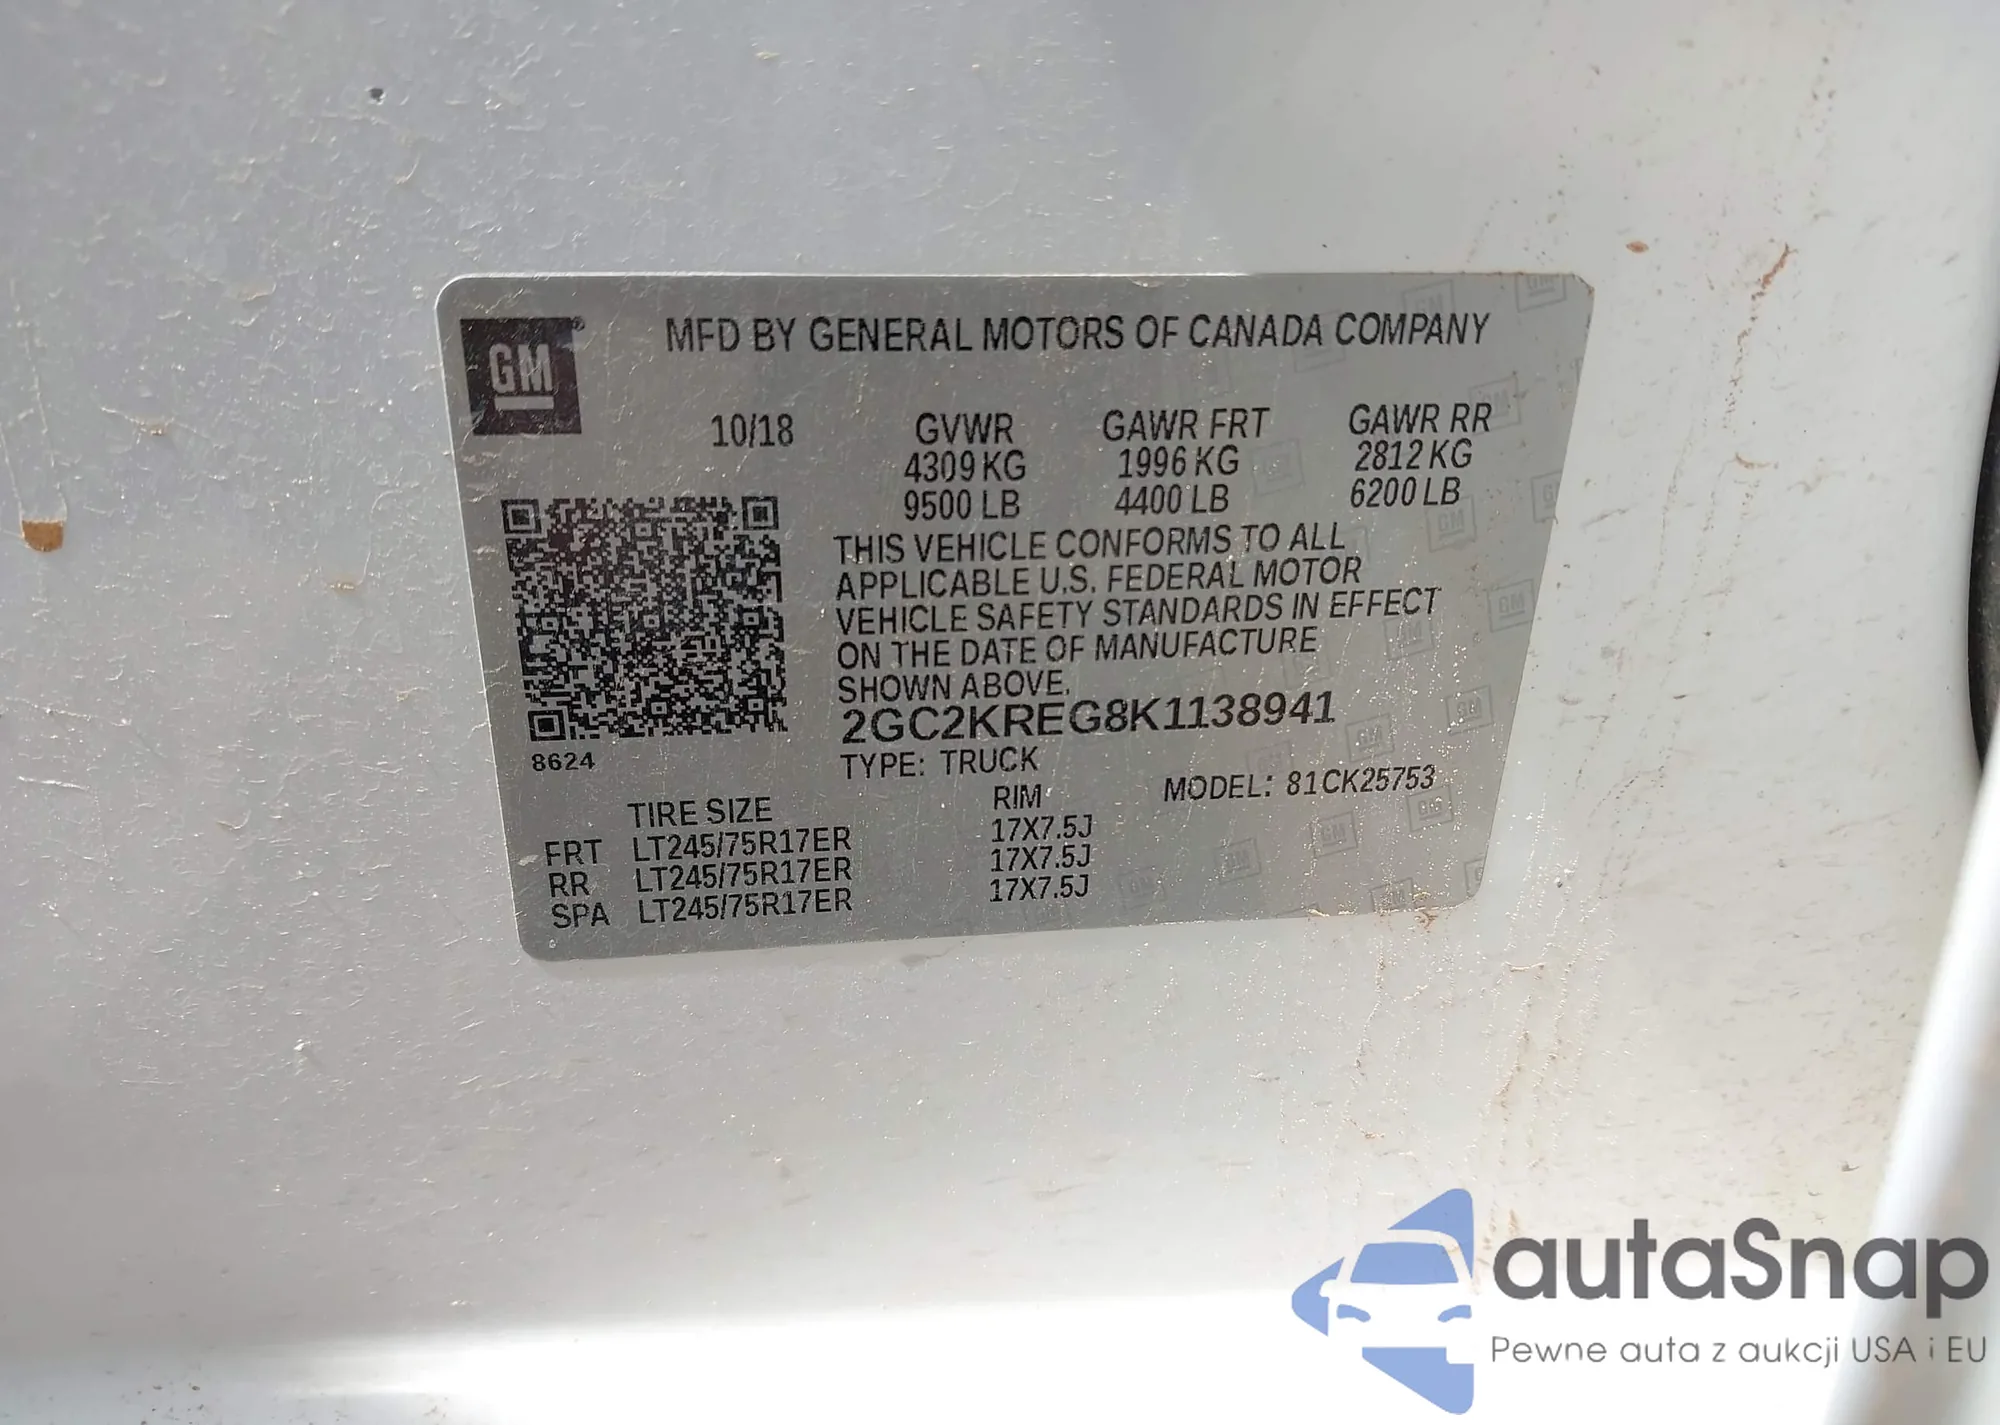 GM
MFD BY GENERAL MOTORS OF CANADA COMPANY
10/18 GVWR GAWR FRT GAWR RR
4309 KG 1996 KG 2812 KG
9500 LB 4400 LB 6200 LB
THIS VEHICLE CONFORMS TO ALL
APPLICABLE U.S. FEDERAL MOTOR
VEHICLE SAFETY STANDARDS IN EFFECT
ON THE DATE OF MANUFACTURE
SHOWN ABOVE.
2GC2KREG8K1138941
8624
TYPE: TRUCK MODEL: 81CK25753
TIRE SIZE RIM
FRT LT245/75R17ER 17X7.5J
RR LT245/75R17ER 17X7.5J
SPA LT245/75R17ER 17X7.5J
autaSnap
Pewne auta z aukcji USA i EU